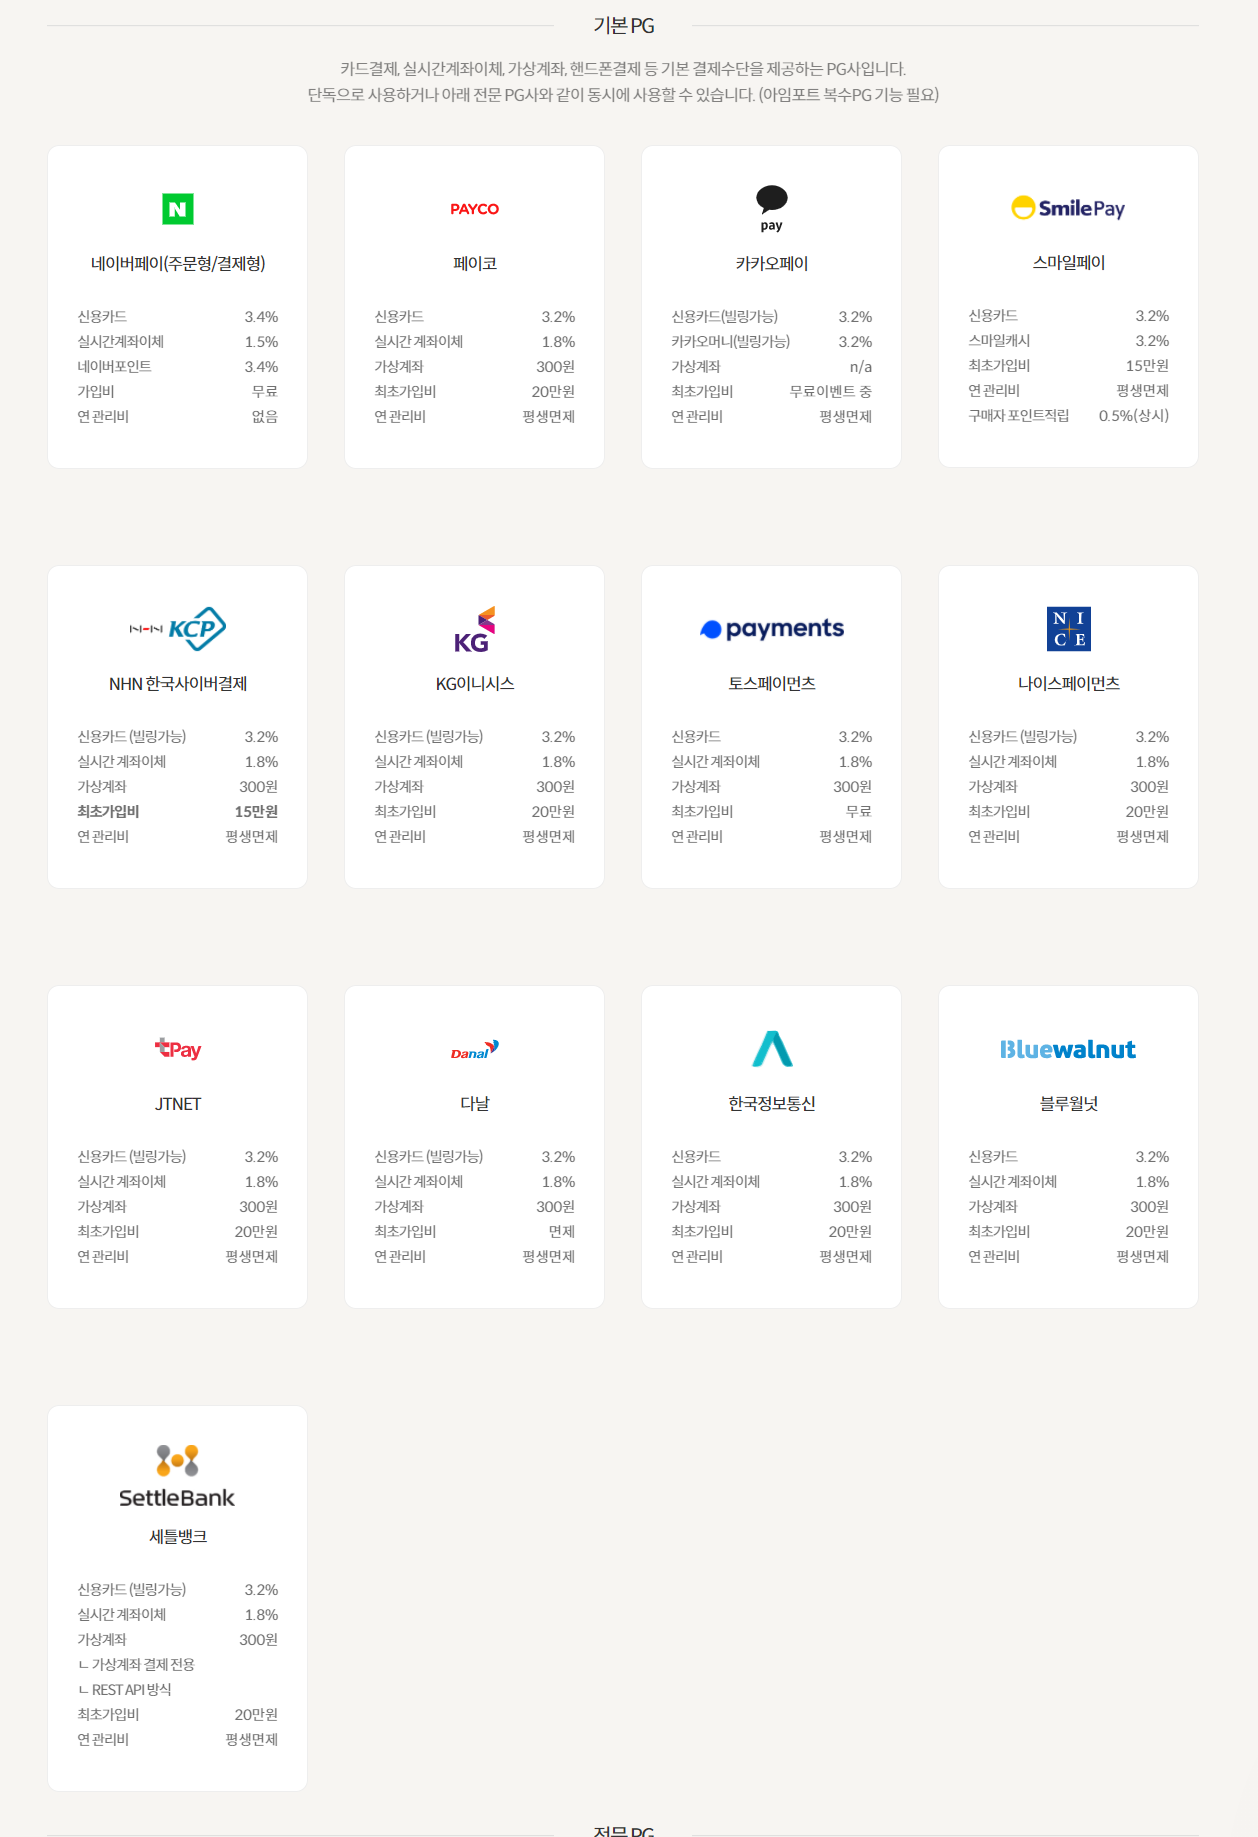 기본 PG
카드결제, 실시간계좌이체, 가상계좌, 핸드폰결제 등 기본 결제수단을 제공하는 PG사입니다.
단독으로 사용하거나 아래 전문 PG사와 같이 동시에 사용할 수 있습니다. (아임포트 복수PG 기능 필요)
N
네이버페이(주문형/결제형)
신용카드 3.4%
실시간계좌이체 1.5%
네이버포인트 3.4%
가입비 무료
연 관리비 없음
PAYCO
페이코
신용카드 3.2%
실시간 계좌이체 1.8%
가상계좌 300원
최초가입비 20만원
연 관리비 평생면제
pay
카카오페이
신용카드(빌링가능) 3.2%
카카오머니(빌링가능) 3.2%
가상계좌 n/a
최초가입비 무료이벤트 중
연 관리비 평생면제
SmilePay
스마일페이
신용카드 3.2%
스마일캐시 3.2%
최초가입비 15만원
연 관리비 평생면제
구매자 포인트적립 0.5%(상시)
NHN KCP
NHN 한국사이버결제
신용카드 (빌링가능) 3.2%
실시간 계좌이체 1.8%
가상계좌 300원
최초가입비 15만원
연 관리비 평생면제
KG
KG이니시스
신용카드 (빌링가능) 3.2%
실시간 계좌이체 1.8%
가상계좌 300원
최초가입비 20만원
연 관리비 평생면제
payments
토스페이먼츠
신용카드 3.2%
실시간 계좌이체 1.8%
가상계좌 300원
최초가입비 무료
연 관리비 평생면제
NICE
나이스페이먼츠
신용카드 (빌링가능) 3.2%
실시간 계좌이체 1.8%
가상계좌 300원
최초가입비 20만원
연 관리비 평생면제
tPay
JTNET
신용카드 (빌링가능) 3.2%
실시간 계좌이체 1.8%
가상계좌 300원
최초가입비 20만원
연 관리비 평생면제
Danal
다날
신용카드 (빌링가능) 3.2%
실시간 계좌이체 1.8%
가상계좌 300원
최초가입비 면제
연 관리비 평생면제
한국정보통신
신용카드 3.2%
실시간 계좌이체 1.8%
가상계좌 300원
최초가입비 20만원
연 관리비 평생면제
Bluewalnut
블루월넛
신용카드 3.2%
실시간 계좌이체 1.8%
가상계좌 300원
최초가입비 20만원
연 관리비 평생면제
SettleBank
세틀뱅크
신용카드 (빌링가능) 3.2%
실시간 계좌이체 1.8%
가상계좌 300원
ㄴ 가상계좌 결제 전용
ㄴ REST API 방식
최초가입비 20만원
연 관리비 평생면제
전문 PG